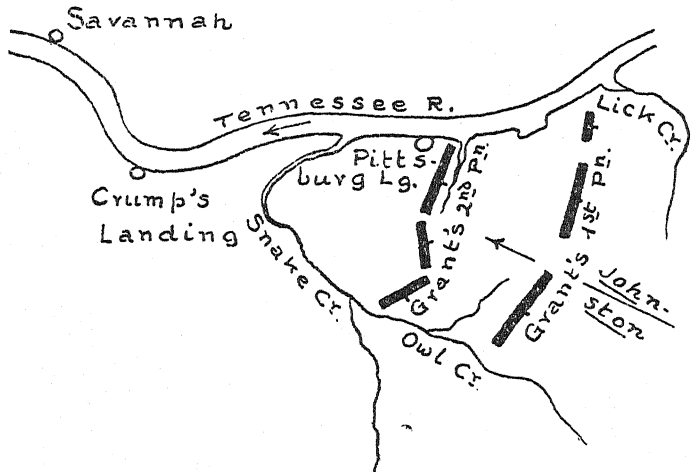 Savannah
Tennessee R.
Lick Cr.
Pitts-
burg Lg.
Crump's
Landing
Snake Cr.
Grant's 2nd Pn.
Grant's 1st Pn.
John-
ston
Owl Cr.